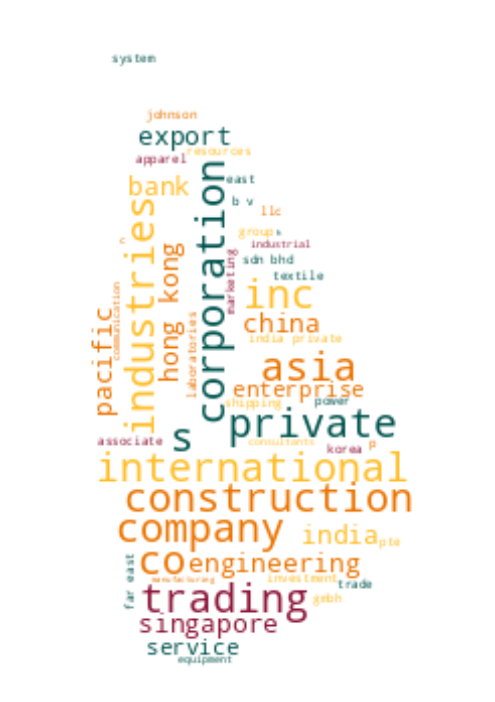 system
johnson
export
resources
apparel
bank
east
b v
llc
industries
corporation
c
group
s
industrial
marketing
sdn bhd
hong kong
textile
communication
inc
pacific
laboratories
china
india private
asia
enterprise
shipping
power
private
s
associate
consultants
korea
p
international
construction
company
india
pte
co
engineering
far east
manufacturing
investment
trade
trading
gmbh
singapore
service
equipment